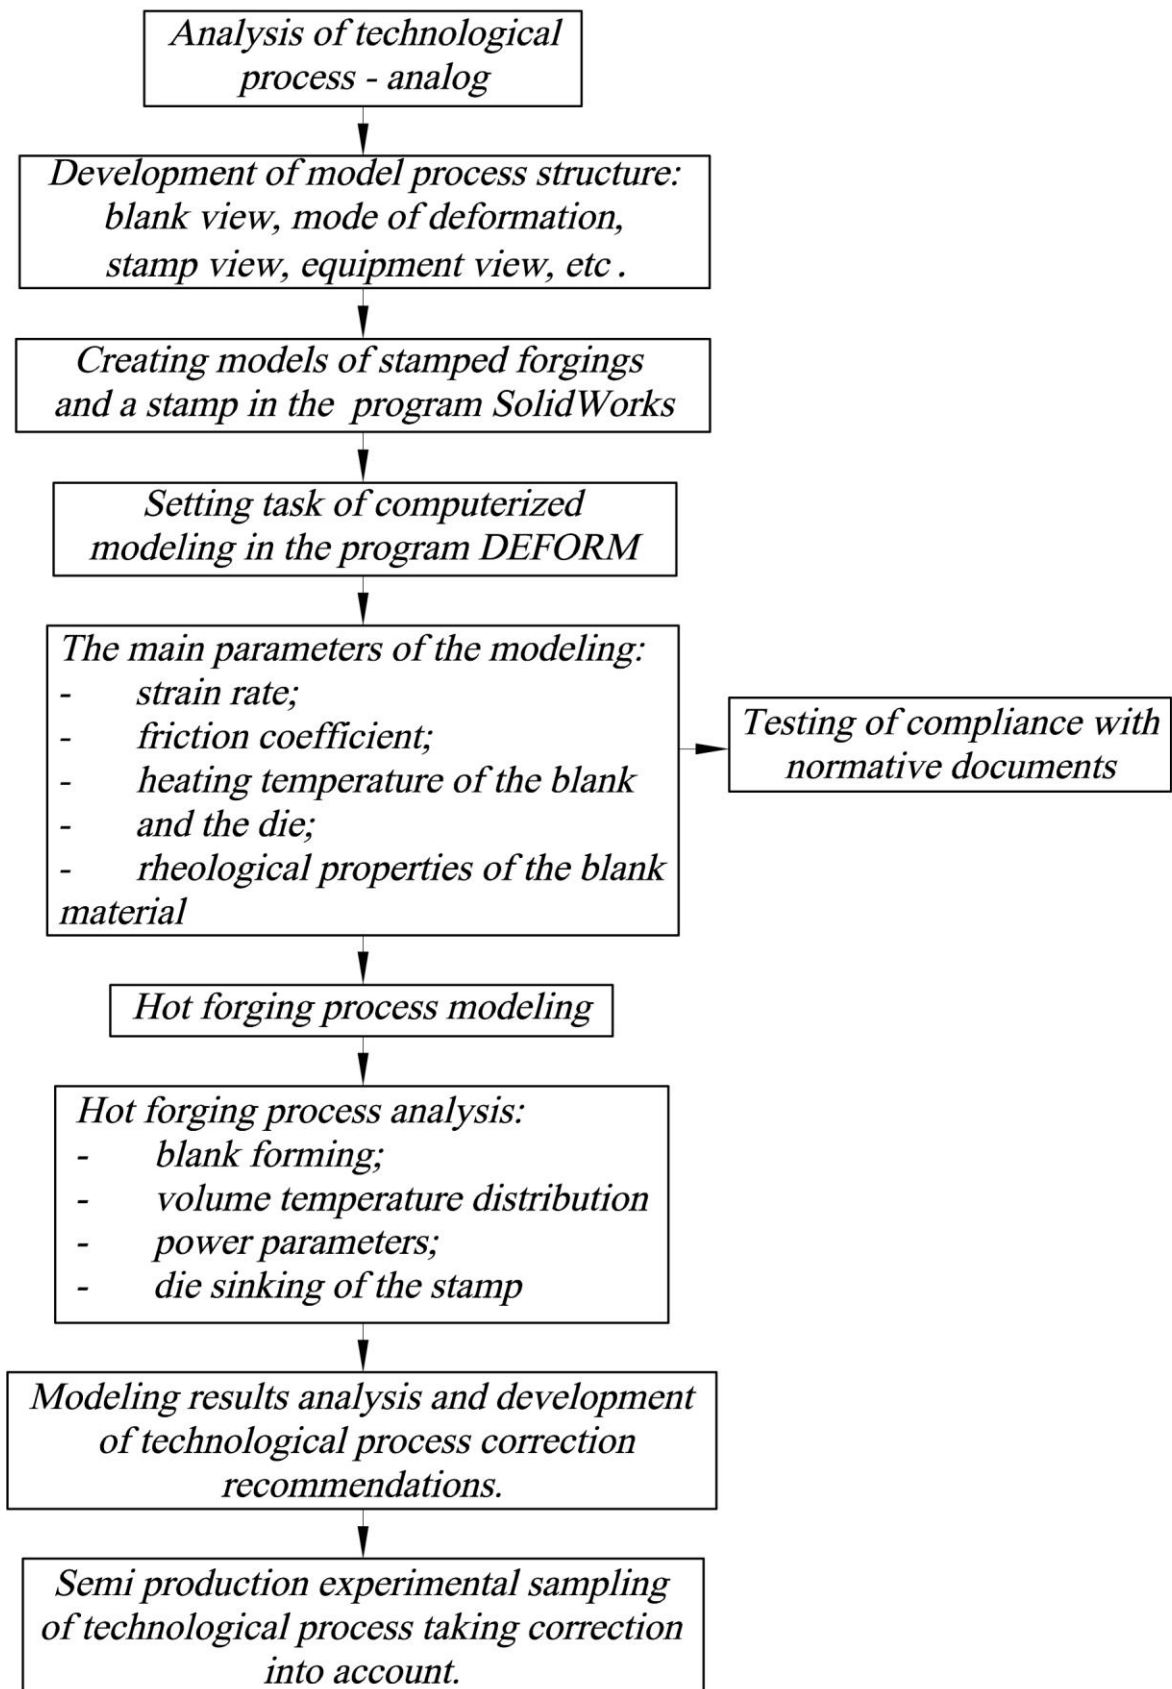 Analysis of technological
process - analog
Development of model process structure:
blank view, mode of deformation,
stamp view, equipment view, etc .
Creating models of stamped forgings
and a stamp in the program SolidWorks
Setting task of computerized
modeling in the program DEFORM
The main parameters of the modeling:
- strain rate;
- friction coefficient;
- heating temperature of the blank
- and the die;
- rheological properties of the blank
material
Testing of compliance with
normative documents
Hot forging process modeling
Hot forging process analysis:
- blank forming;
- volume temperature distribution
- power parameters;
- die sinking of the stamp
Modeling results analysis and development
of technological process correction
recommendations.
Semi production experimental sampling
of technological process taking correction
into account.